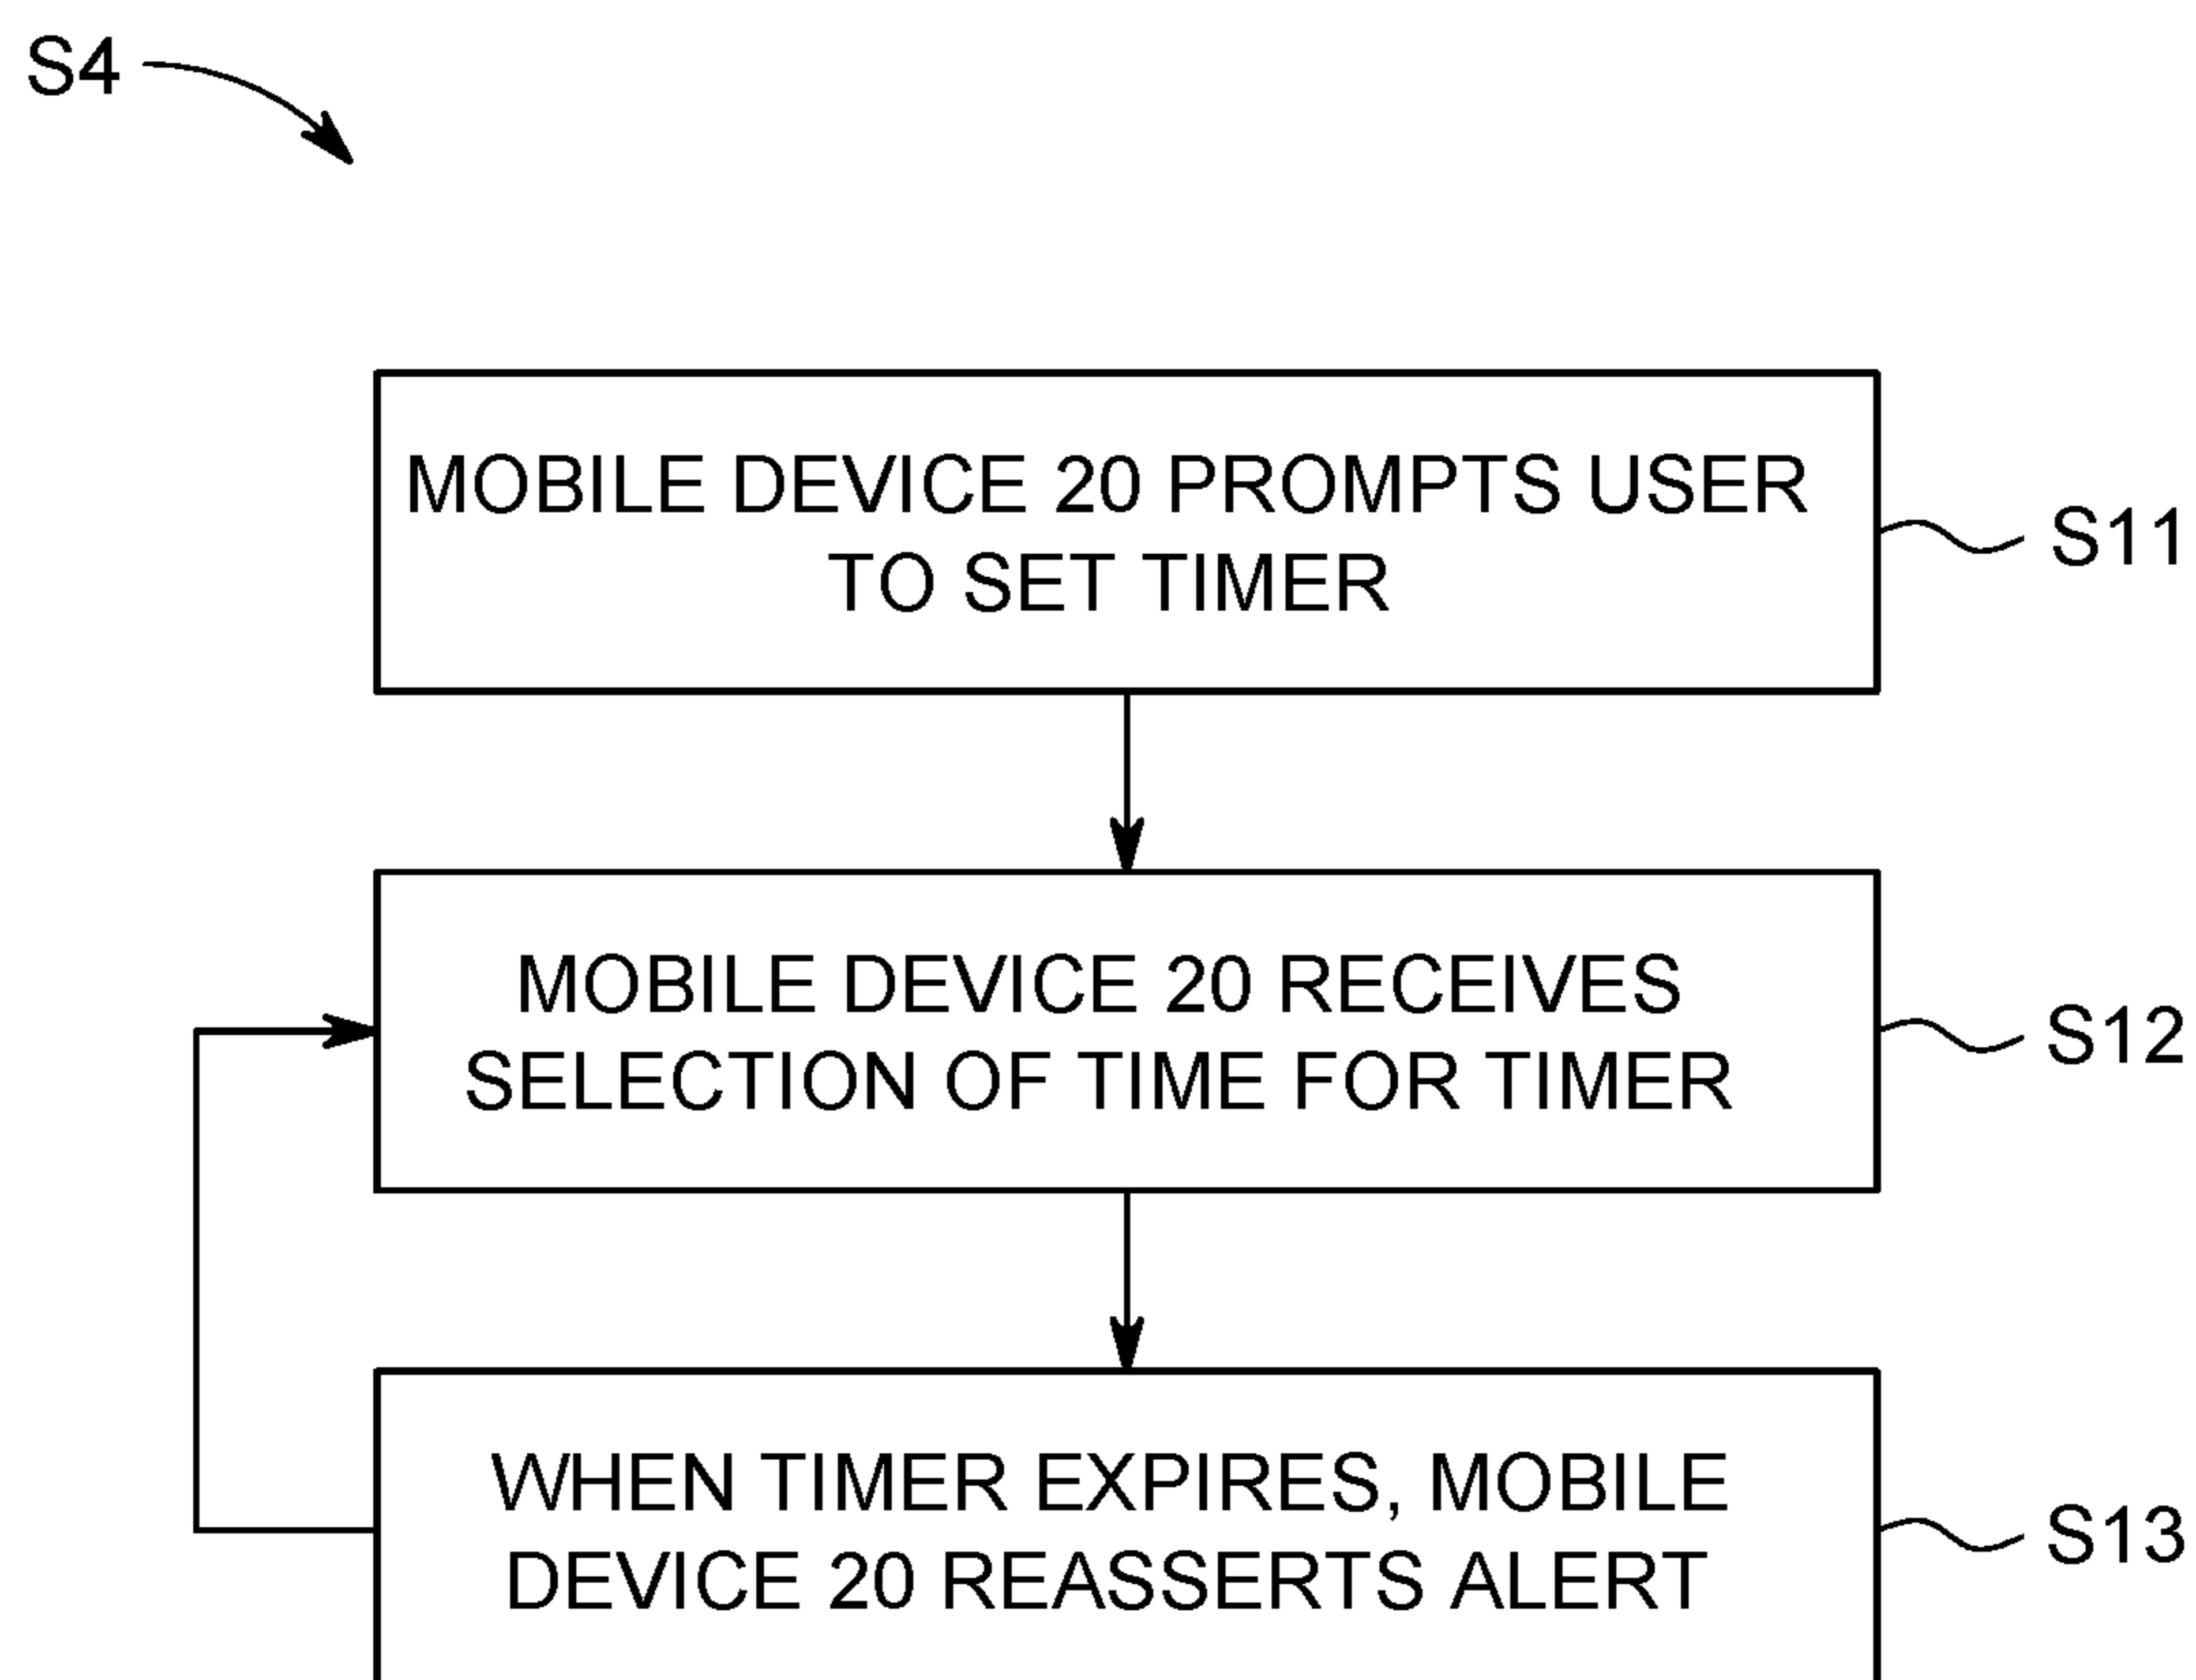 S4
MOBILE DEVICE 20 PROMPTS USER
TO SET TIMER
S11
MOBILE DEVICE 20 RECEIVES
SELECTION OF TIME FOR TIMER
S12
WHEN TIMER EXPIRES, MOBILE
DEVICE 20 REASSERTS ALERT
S13